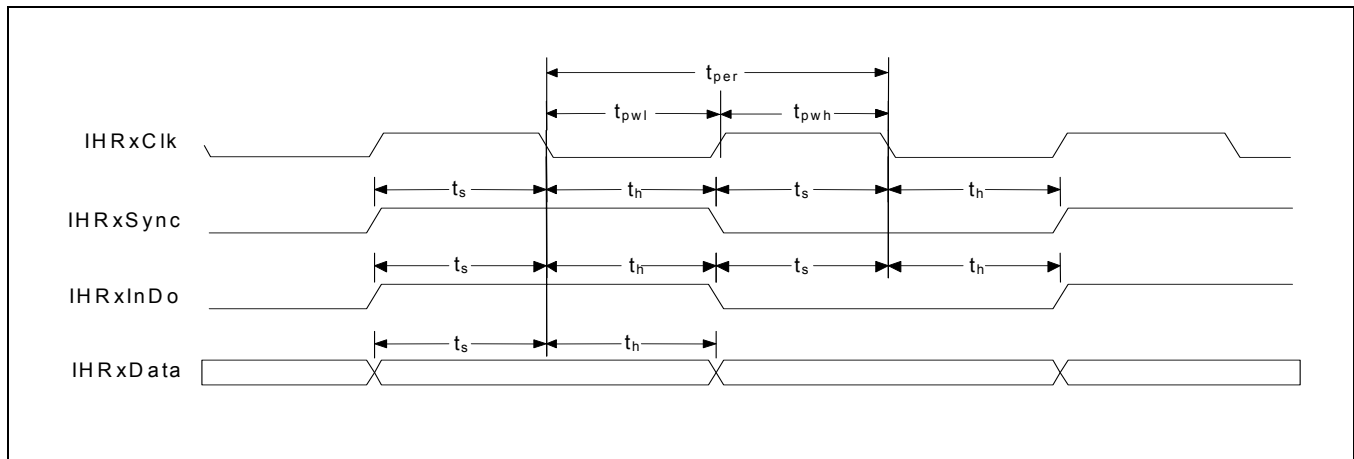 tper
tpwl tpwh
IHRxClk
ts th ts th
IHRxSync
ts th ts th
IHRxInDo
ts th
IHRxData